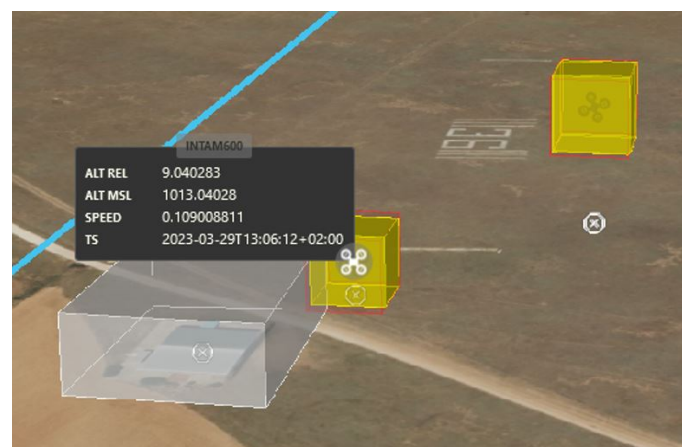 INTAM600
ALT REL 9.040283
ALT MSL 1013.04028
SPEED 0.109008811
TS 2023-03-29T13:06:12+02:00